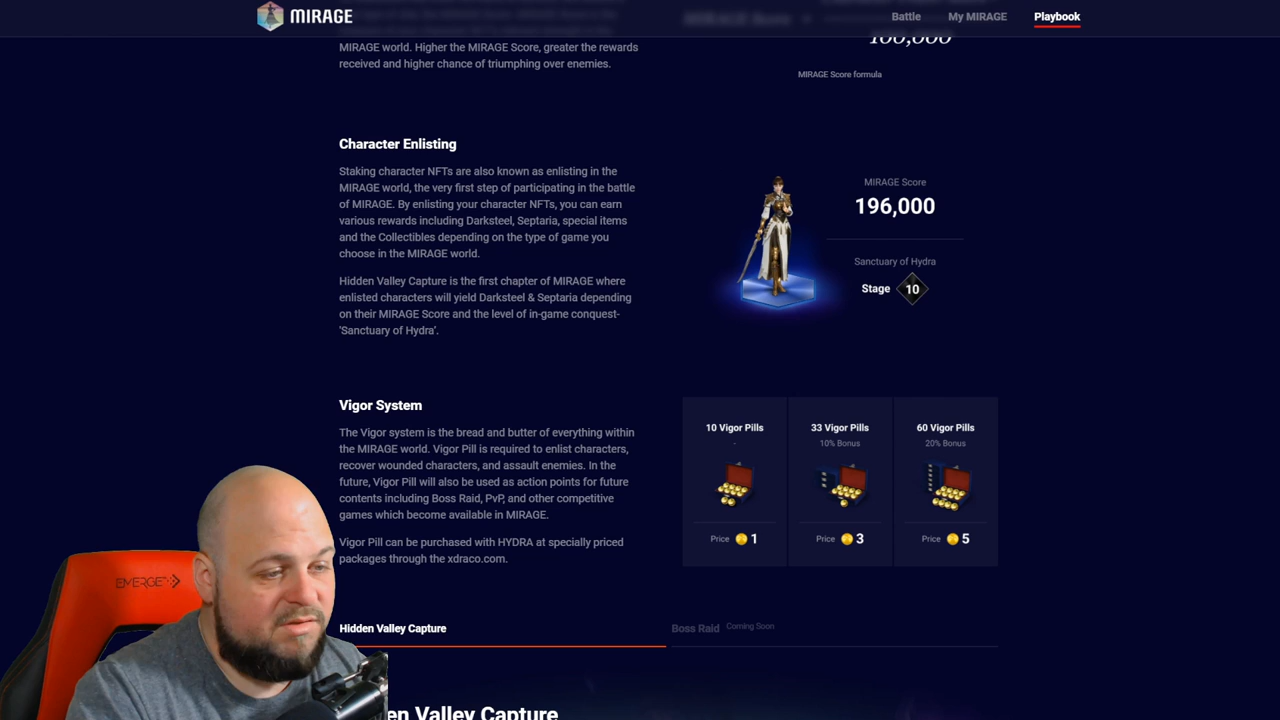 MIRAGE
Battle
My MIRAGE
Playbook
MIRAGE world. Higher the MIRAGE Score, greater the rewards
received and higher chance of triumphing over enemies.
MIRAGE Score formula
Character Enlisting
Staking character NFTs are also known as enlisting in the
MIRAGE world, the very first step of participating in the battle
of MIRAGE. By enlisting your character NFTs, you can earn
various rewards including Darksteel, Septaria, special items
and the Collectibles depending on the type of game you
choose in the MIRAGE world.
Hidden Valley Capture is the first chapter of MIRAGE where
enlisted characters will yield Darksteel & Septaria depending
on their MIRAGE Score and the level of in-game conquest-
'Sanctuary of Hydra'.
MIRAGE Score
196,000
Sanctuary of Hydra
Stage 10
Vigor System
The Vigor system is the bread and butter of everything within
the MIRAGE world. Vigor Pill is required to enlist characters,
recover wounded characters, and assault enemies. In the
future, Vigor Pill will also be used as action points for future
contents including Boss Raid, PvP, and other competitive
games which become available in MIRAGE.
Vigor Pill can be purchased with HYDRA at specially priced
packages through the xdraco.com.
10 Vigor Pills
-
Price 1
33 Vigor Pills
10% Bonus
Price 3
60 Vigor Pills
20% Bonus
Price 5
Hidden Valley Capture
Boss Raid Coming Soon
en Valley Capture
EMERGE